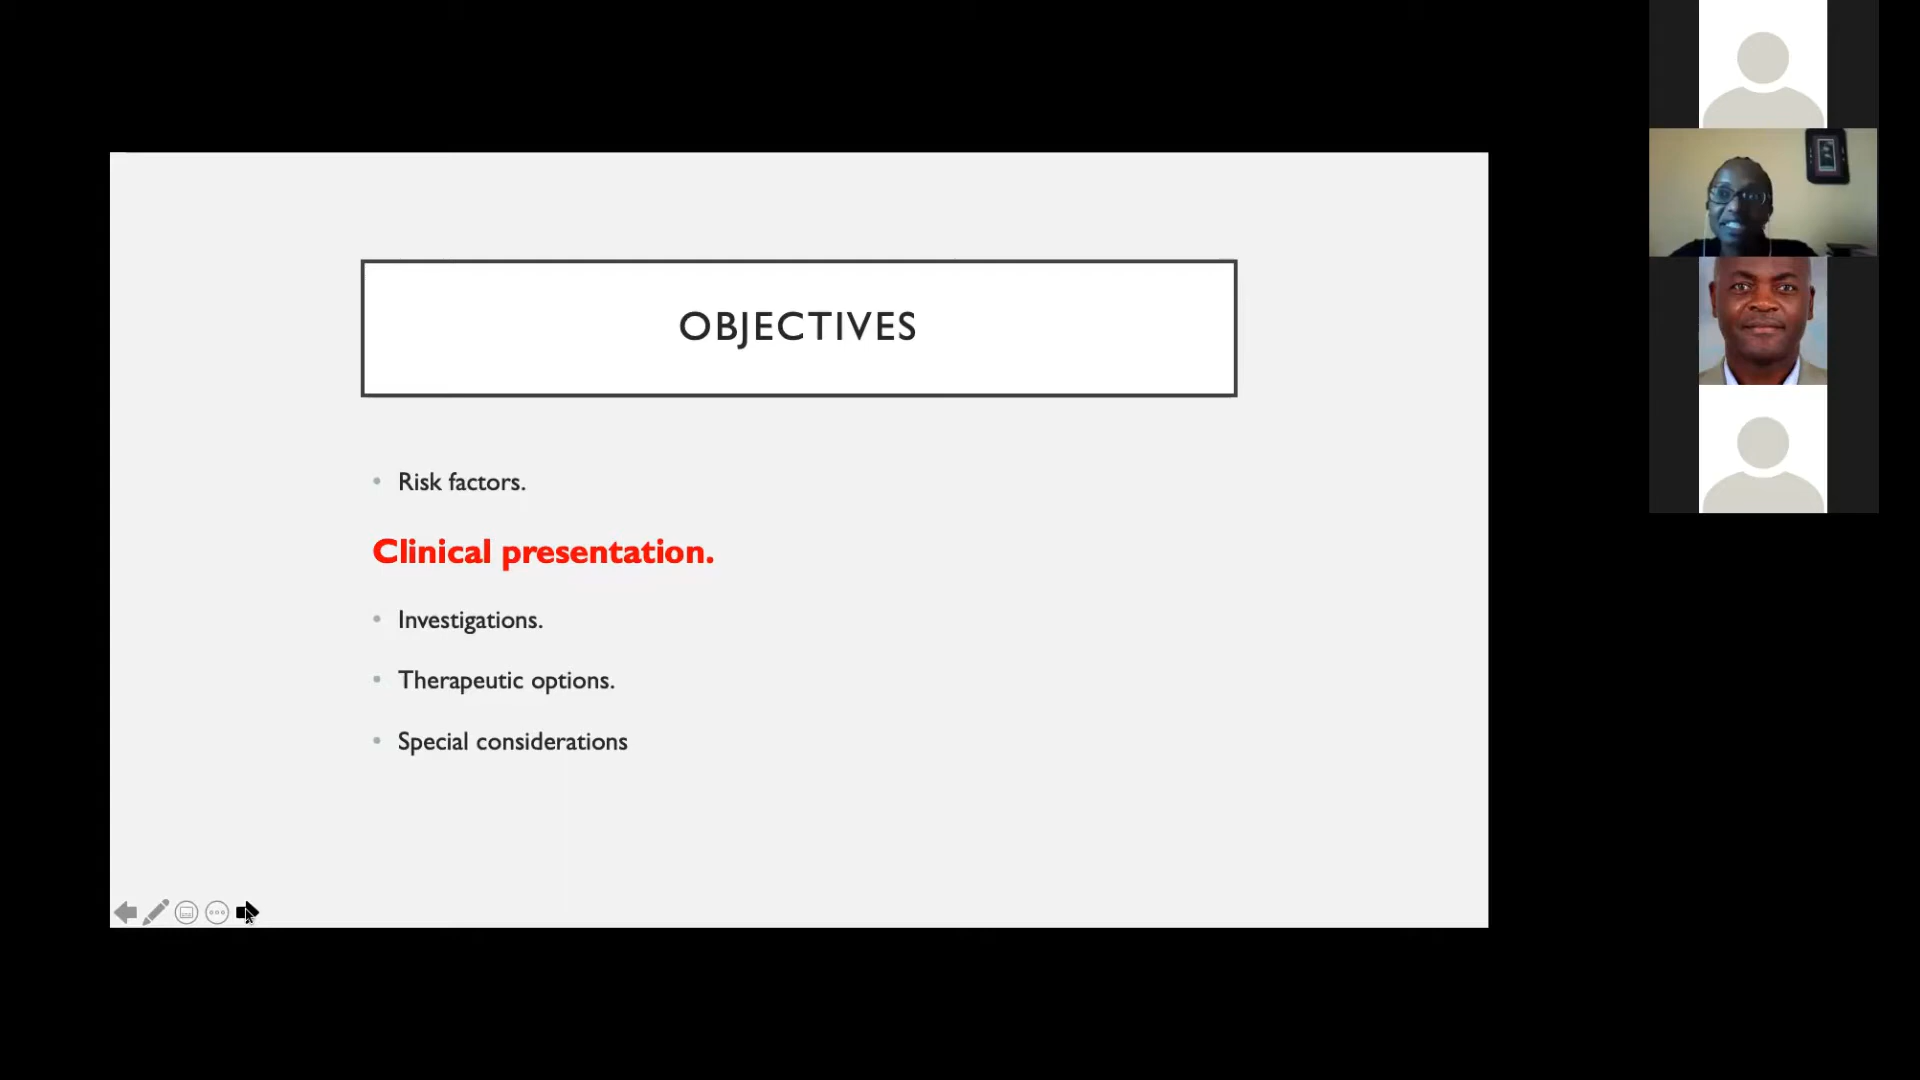 OBJECTIVES
• Risk factors.
Clinical presentation.
• Investigations.
• Therapeutic options.
• Special considerations